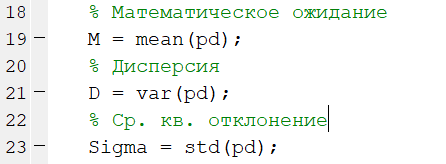 18 % Математическое ожидание
19 — M = mean(pd);
20 % Дисперсия
21 — D = var(pd);
22 % Ср. кв. отклонение
23 — Sigma = std(pd);